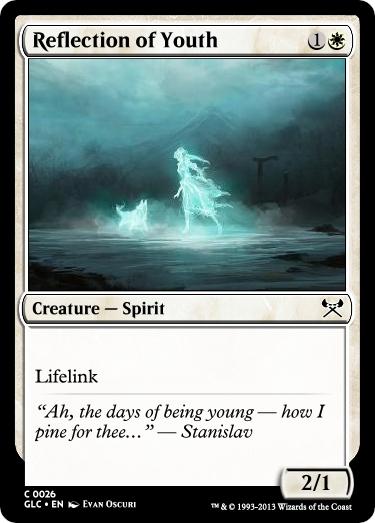 Reflection of Youth 1
Creature — Spirit
Lifelink
“Ah, the days of being young — how I
pine for thee…” — Stanislav
2/1
C 0026
GLC • EN Evan Oscuri
™ & © 1993-2013 Wizards of the Coast